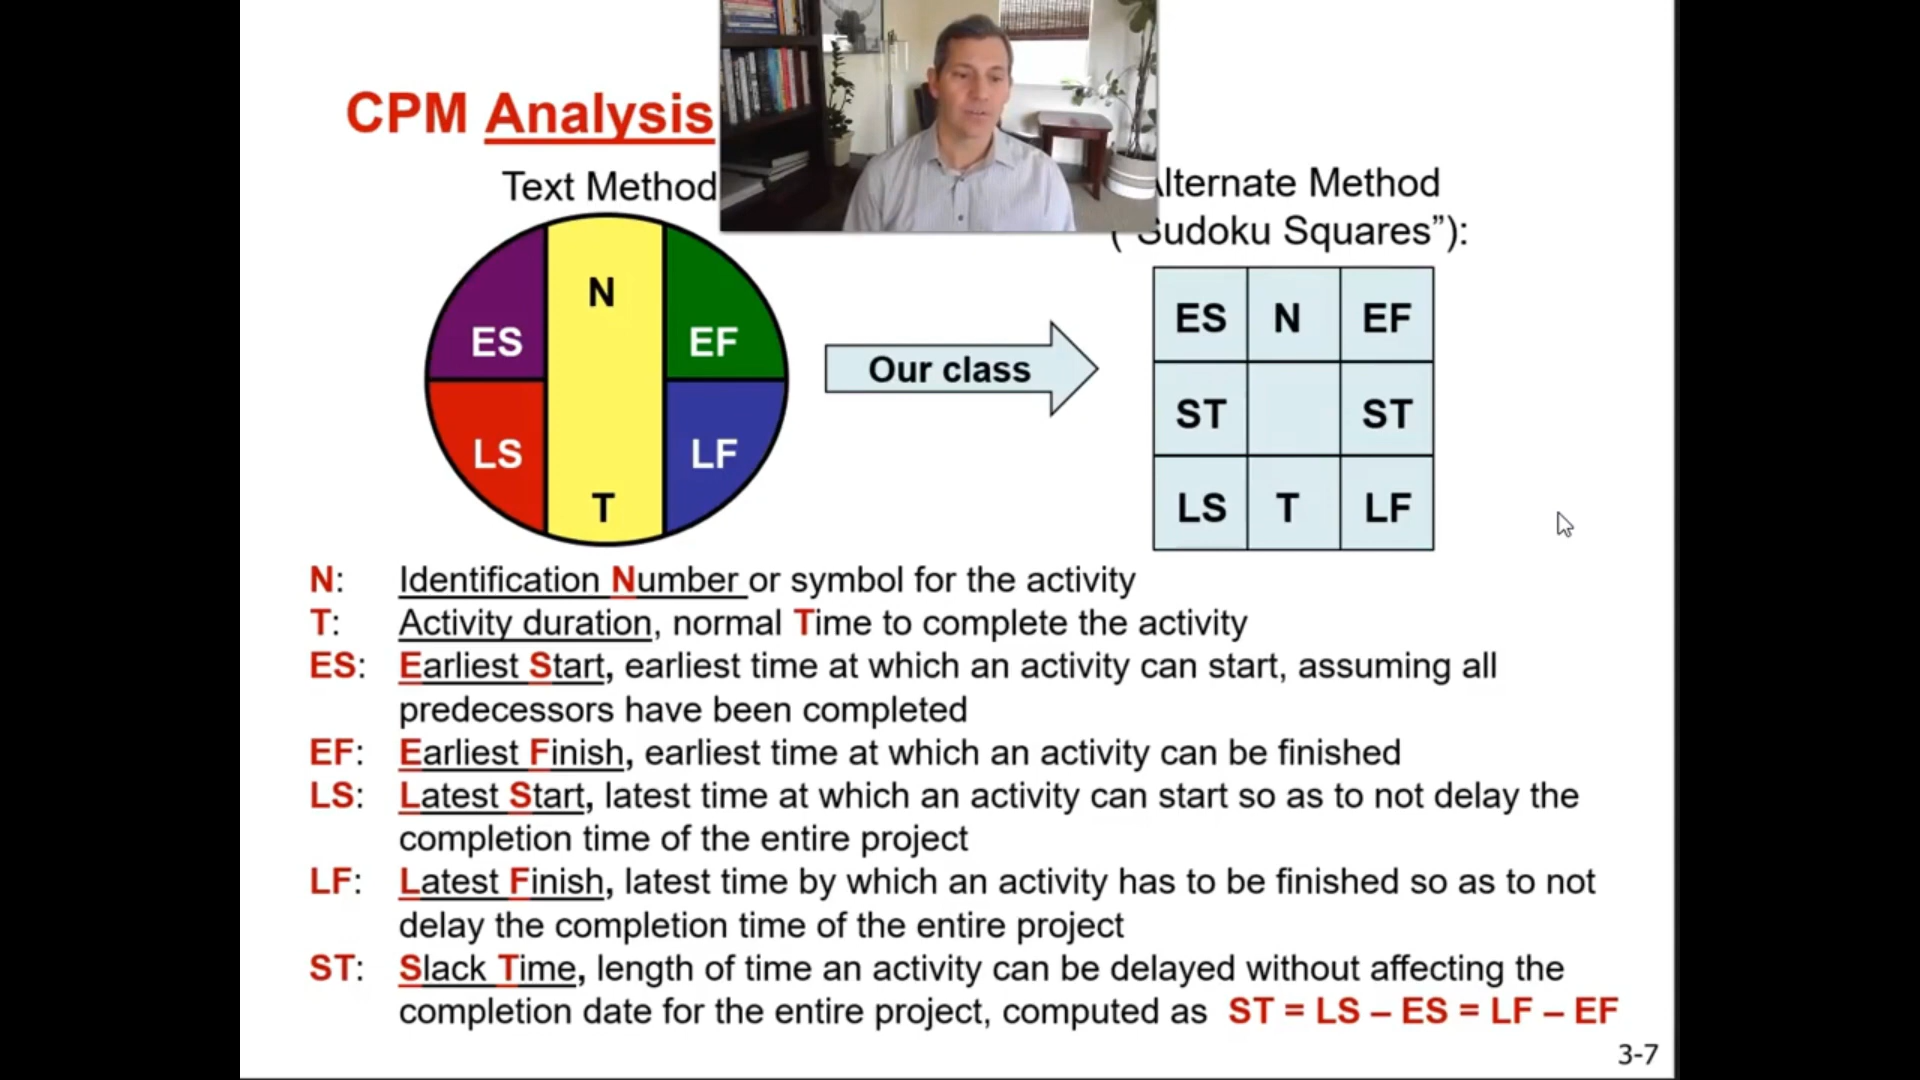 CPM Analysis
Text Method
Alternate Method
("Sudoku Squares”):
N
ES
EF
LS
LF
T
Our class
ES N EF
ST ST
LS T LF
N: Identification Number or symbol for the activity
T: Activity duration, normal Time to complete the activity
ES: Earliest Start, earliest time at which an activity can start, assuming all
predecessors have been completed
EF: Earliest Finish, earliest time at which an activity can be finished
LS: Latest Start, latest time at which an activity can start so as to not delay the
completion time of the entire project
LF: Latest Finish, latest time by which an activity has to be finished so as to not
delay the completion time of the entire project
ST: Slack Time, length of time an activity can be delayed without affecting the
completion date for the entire project, computed as ST = LS – ES = LF – EF
3-7